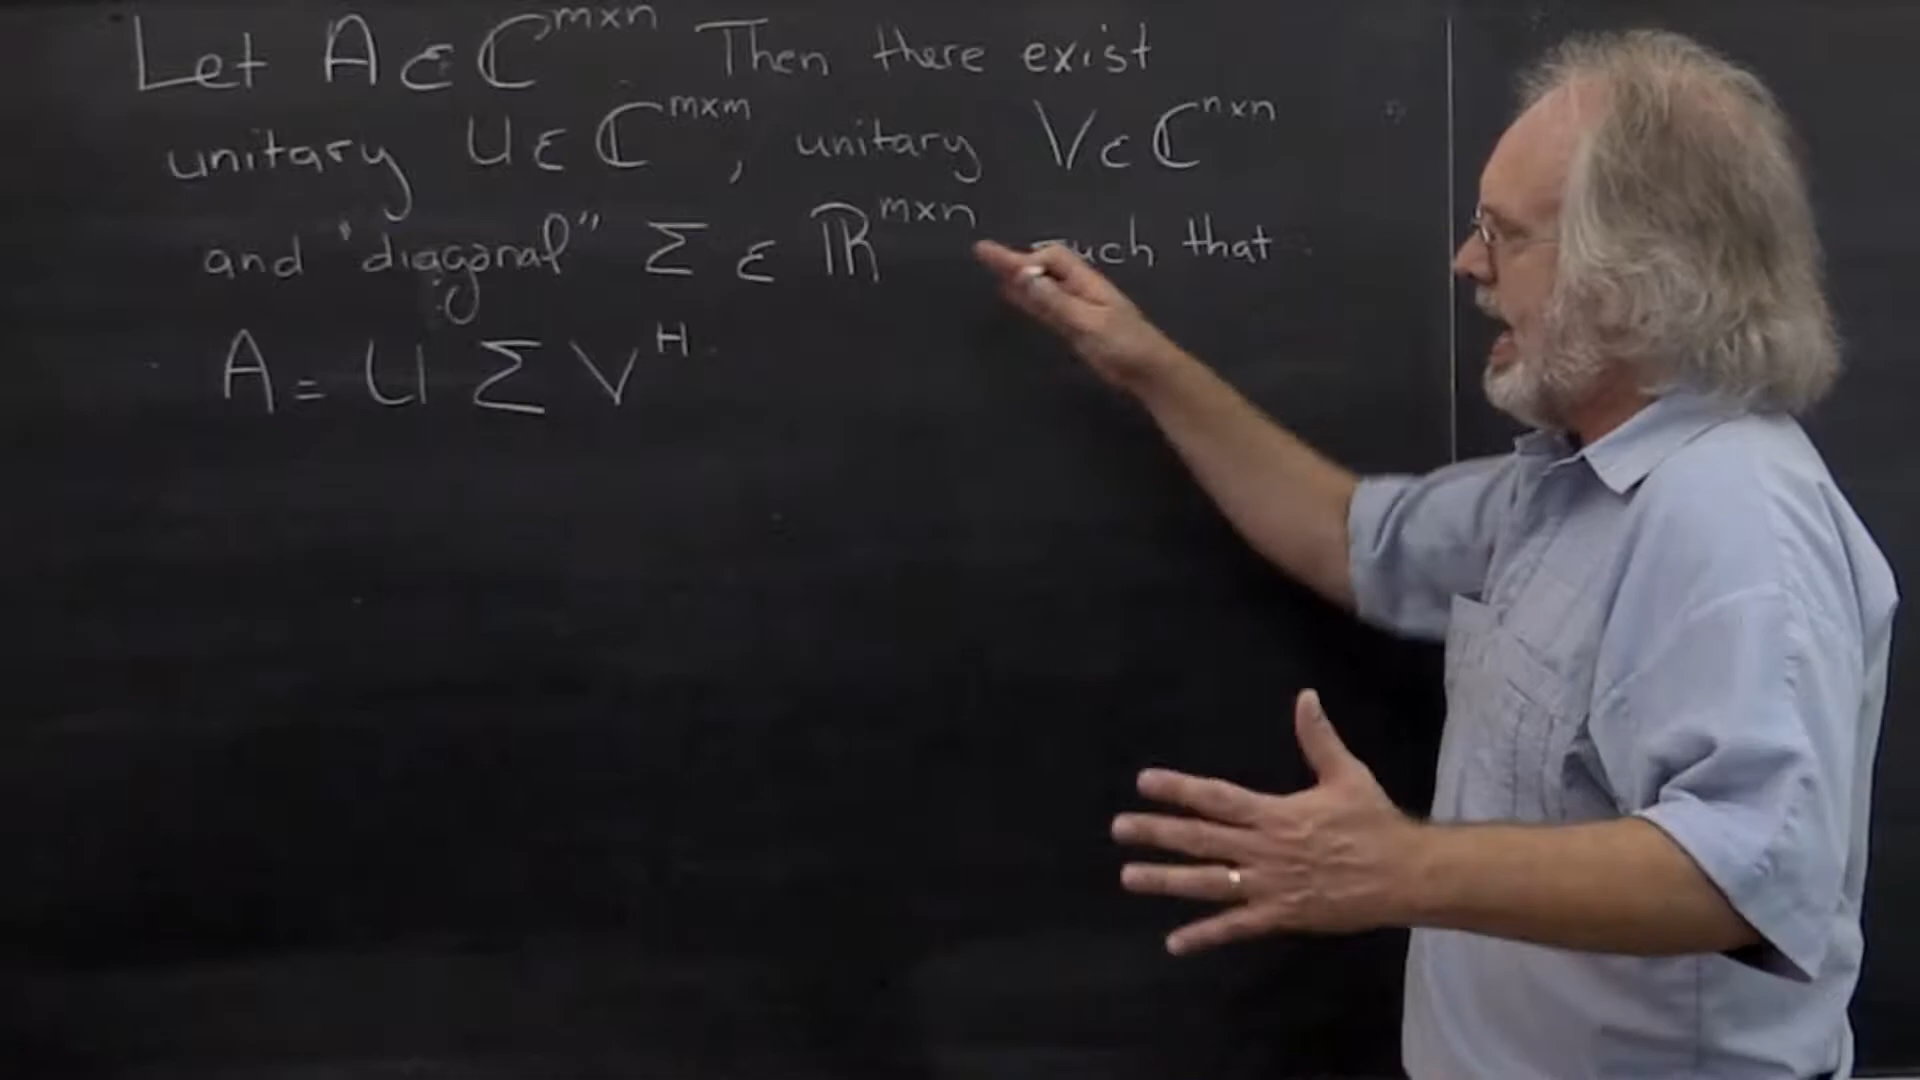 Let A ∈ ℂ^{m×n}. Then there exist
unitary U ∈ ℂ^{m×m}, unitary V ∈ ℂ^{n×n}
and "diagonal" Σ ∈ ℝ^{m×n} such that
A = U Σ V^H